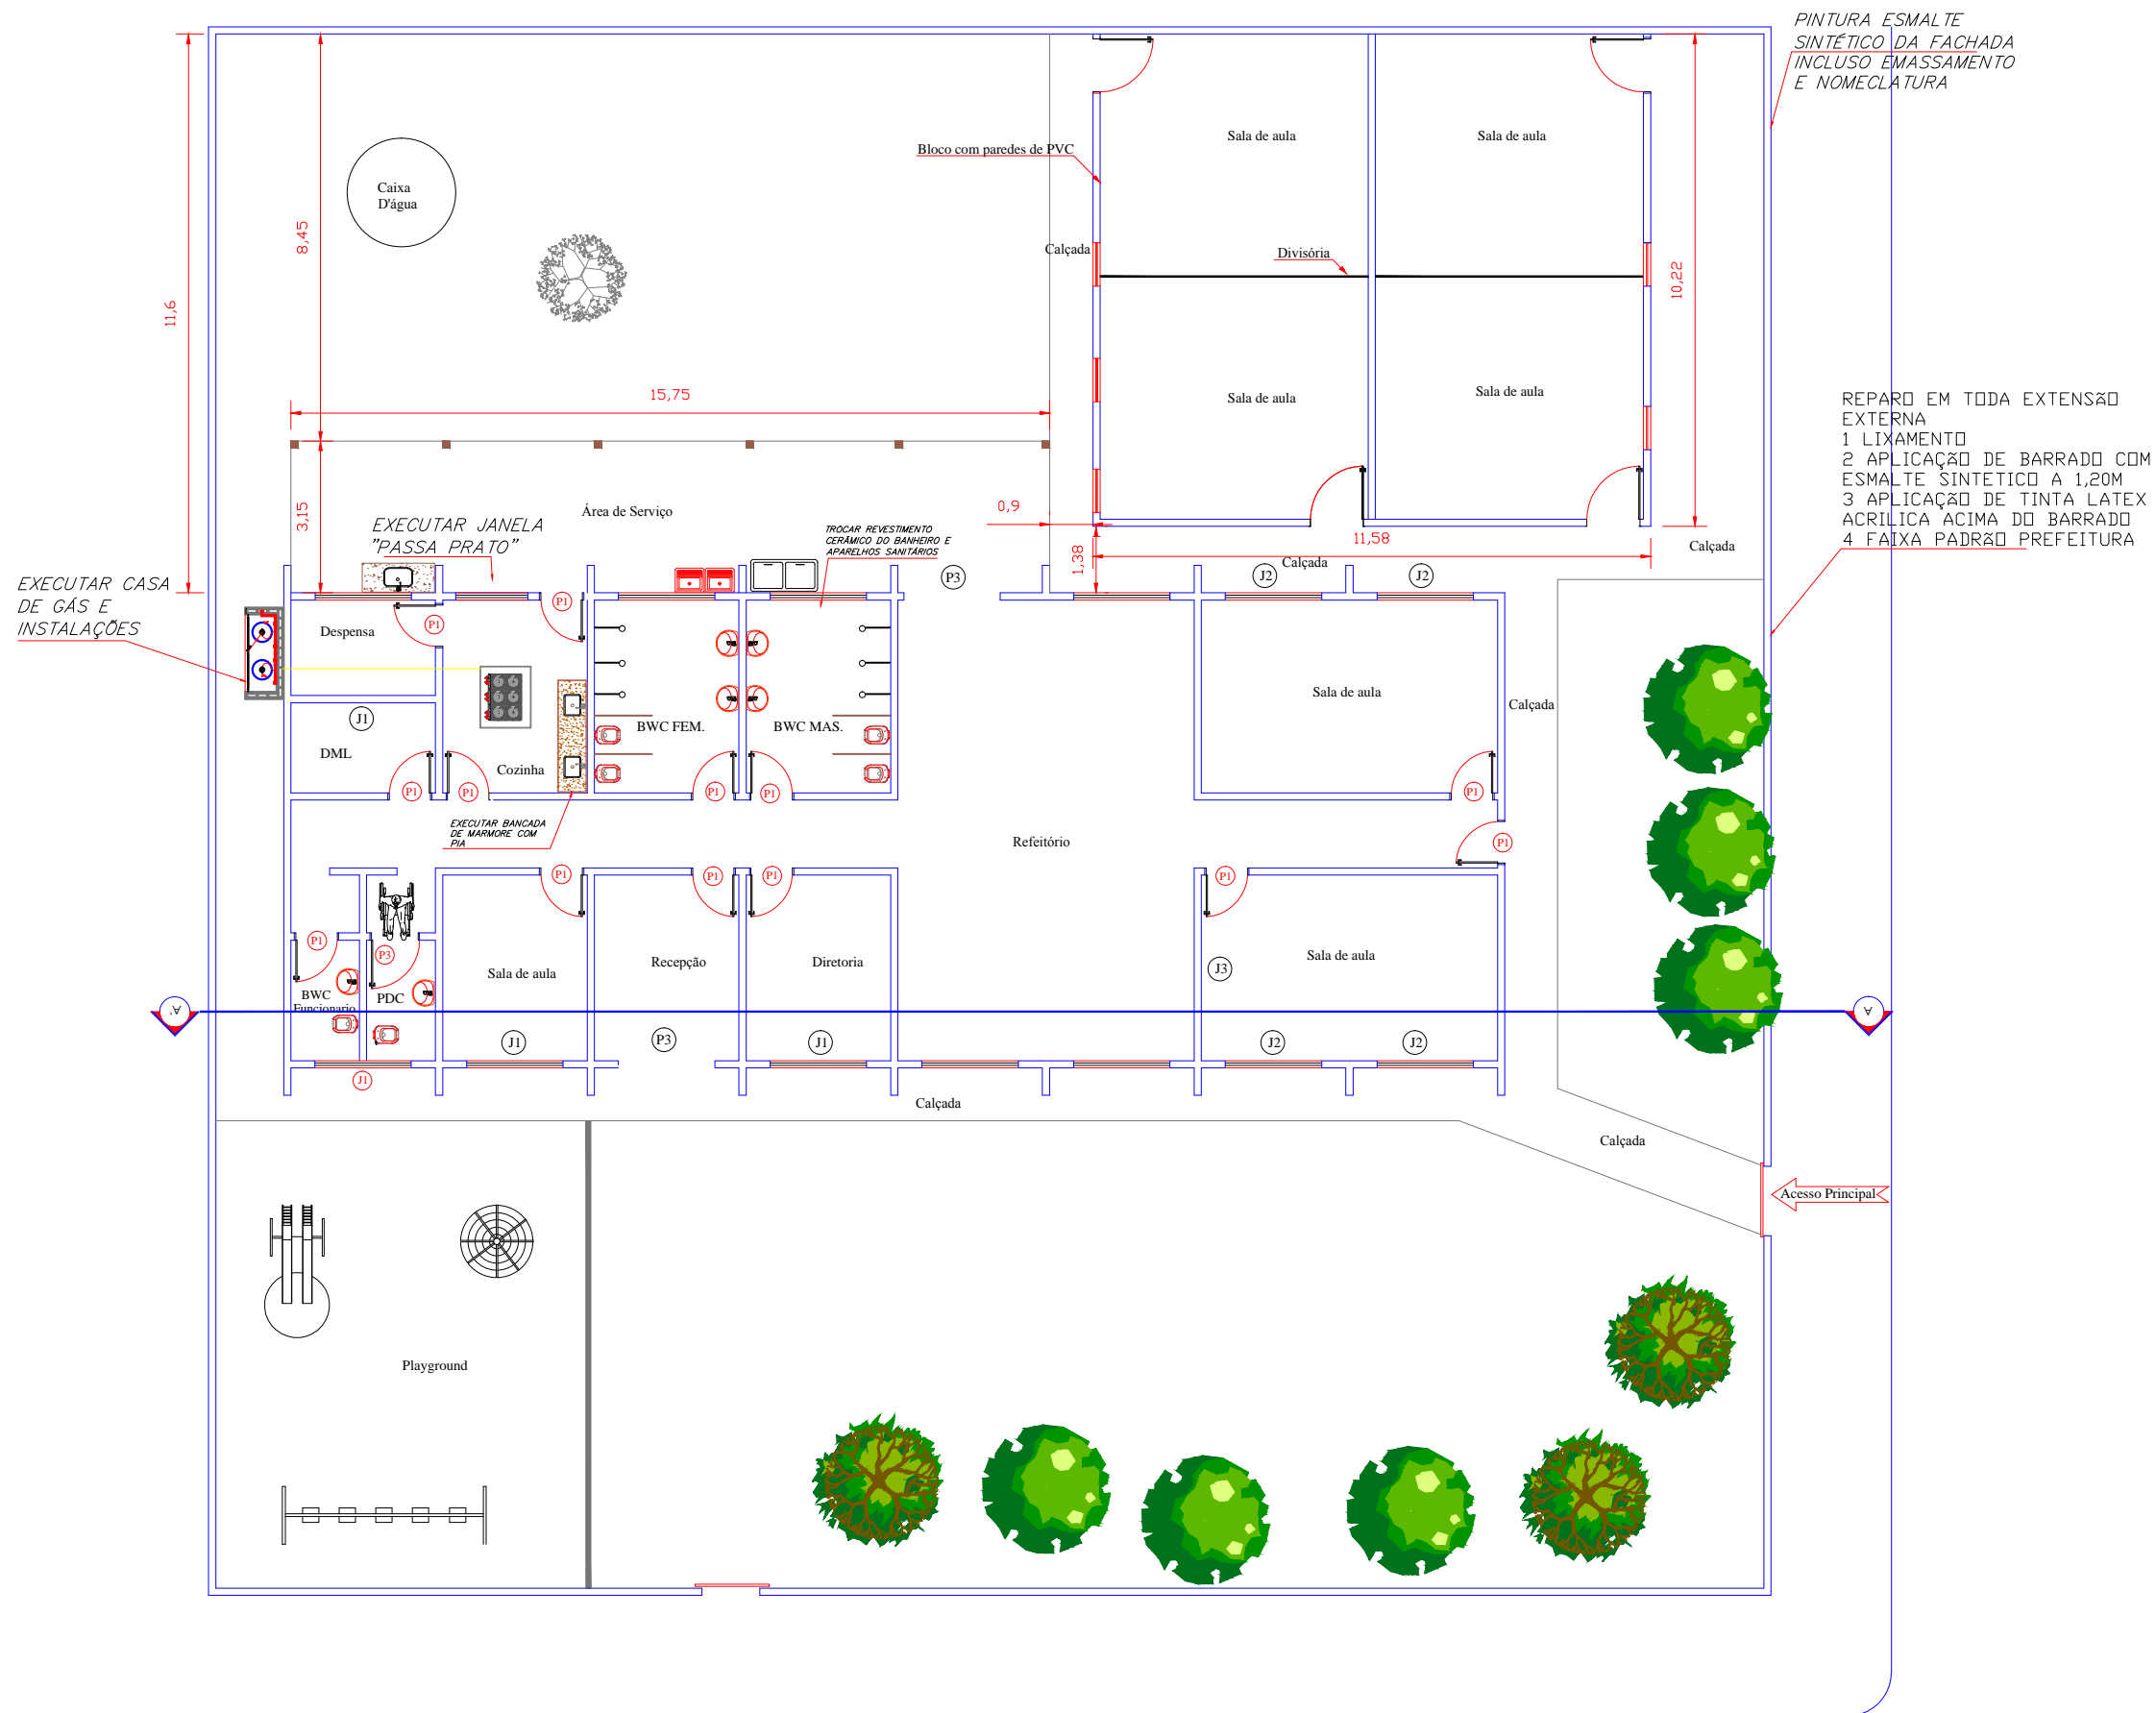 PINTURA ESMALTE
SINTÉTICO DA FACHADA
INCLUSO EMASSAMENTO
E NOMECLATURA
Sala de aula
Sala de aula
Bloco com paredes de PVC
Caixa
D'água
8,45
Calçada
Divisória
10,22
11,6
15,75
Sala de aula
Sala de aula
REPARO EM TODA EXTENSÃO
EXTERNA
1 LIXAMENTO
2 APLICAÇÃO DE BARRADO COM
ESMALTE SINTETICO A 1,20M
3 APLICAÇÃO DE TINTA LATEX
ACRILICA ACIMA DO BARRADO
4 FAIXA PADRÃO PREFEITURA
3,15
Área de Serviço
0,9
EXECUTAR JANELA
"PASSA PRATO"
TROCAR REVESTIMENTO
CERÂMICO DO BANHEIRO E
APARELHOS SANITÁRIOS
1,38
11,58
Calçada
Calçada
EXECUTAR CASA
DE GÁS E
INSTALAÇÕES
P3
J2
J2
P1
P1
Despensa
J1
DML
Cozinha
BWC FEM.
BWC MAS.
Sala de aula
Calçada
P1
P1
P1
P1
P1
EXECUTAR BANCADA
DE MARMORE COM
PIA
Refeitório
P1
P1
P1
P1
P1
P1
P3
Sala de aula
Recepção
Diretoria
J3
Sala de aula
BWC
Funcionario
PDC
A'
A
J1
P3
J1
J2
J2
J1
Calçada
Calçada
Acesso Principal
Playground